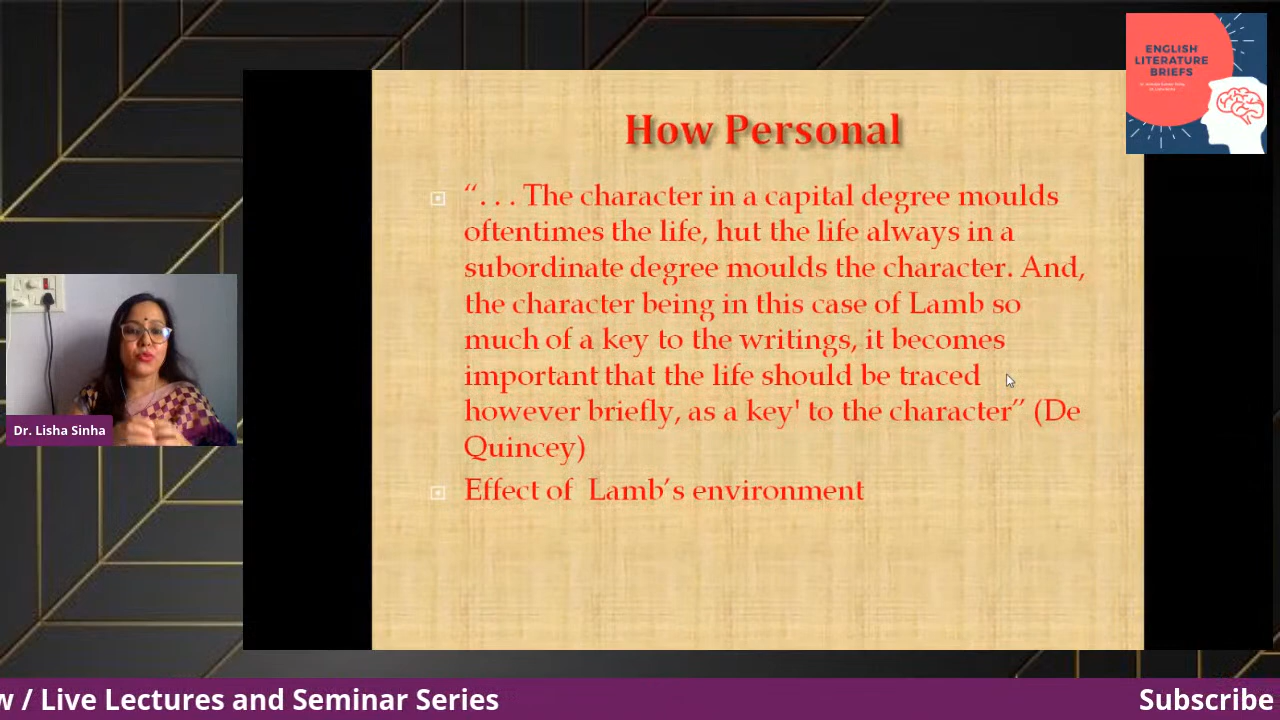 ENGLISH
LITERATURE
BRIEFS
How Personal
“. . . The character in a capital degree moulds
oftentimes the life, hut the life always in a
subordinate degree moulds the character. And,
the character being in this case of Lamb so
much of a key to the writings, it becomes
important that the life should be traced
however briefly, as a key' to the character” (De
Quincey)
Effect of Lamb’s environment
Dr. Lisha Sinha
w / Live Lectures and Seminar Series
Subscribe